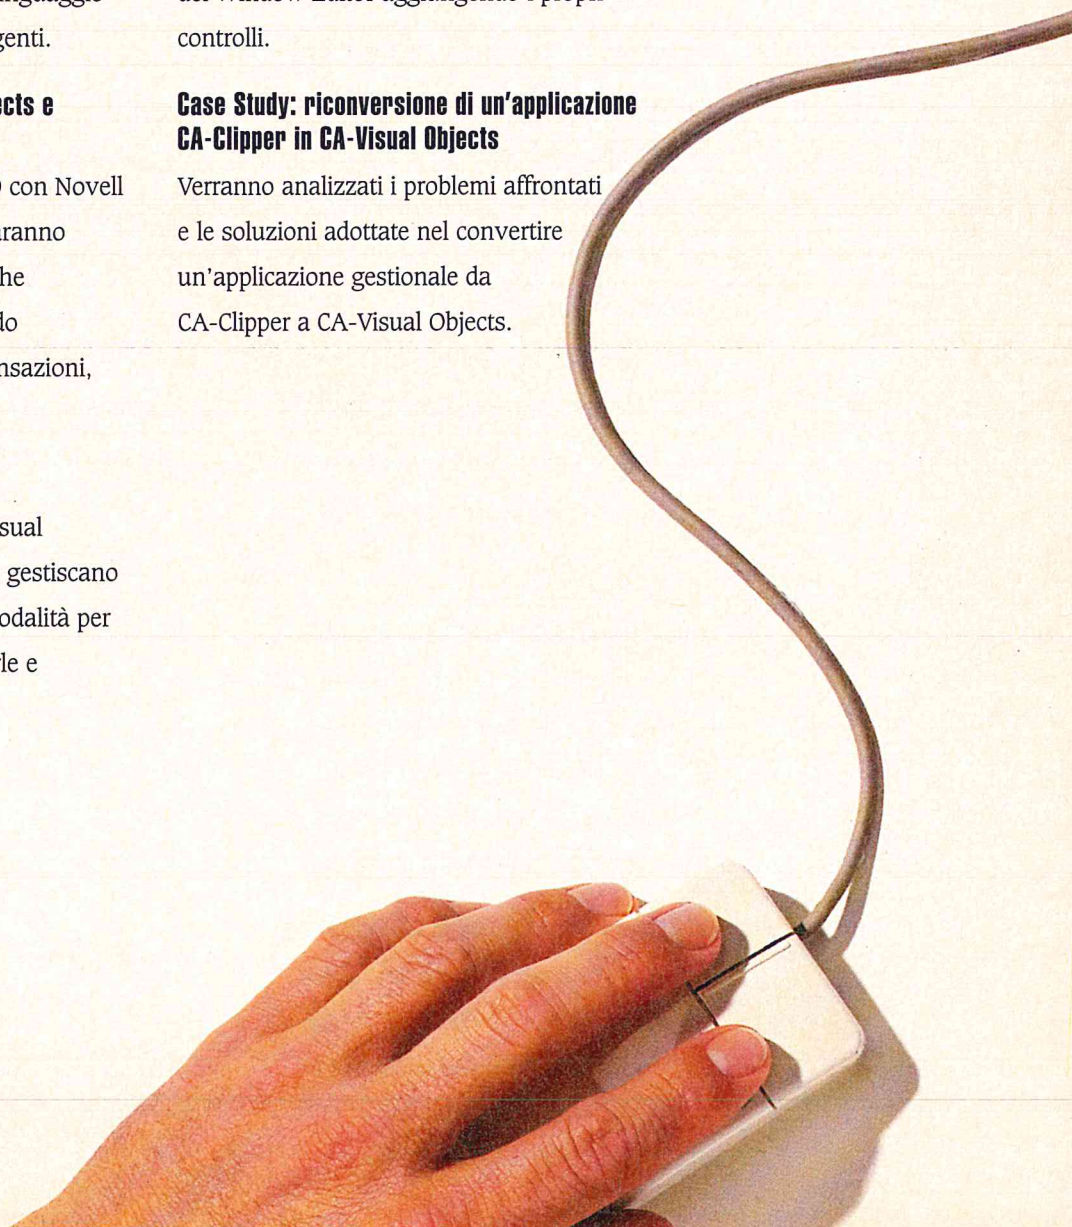 genti.
ects e
con Novell
aranno
he
do
nsazioni,
sual
gestiscano
odalità per
le e
controlli.
Case Study: riconversione di un'applicazione
CA-Clipper in CA-Visual Objects
Verranno analizzati i problemi affrontati
e le soluzioni adottate nel convertire
un'applicazione gestionale da
CA-Clipper a CA-Visual Objects.